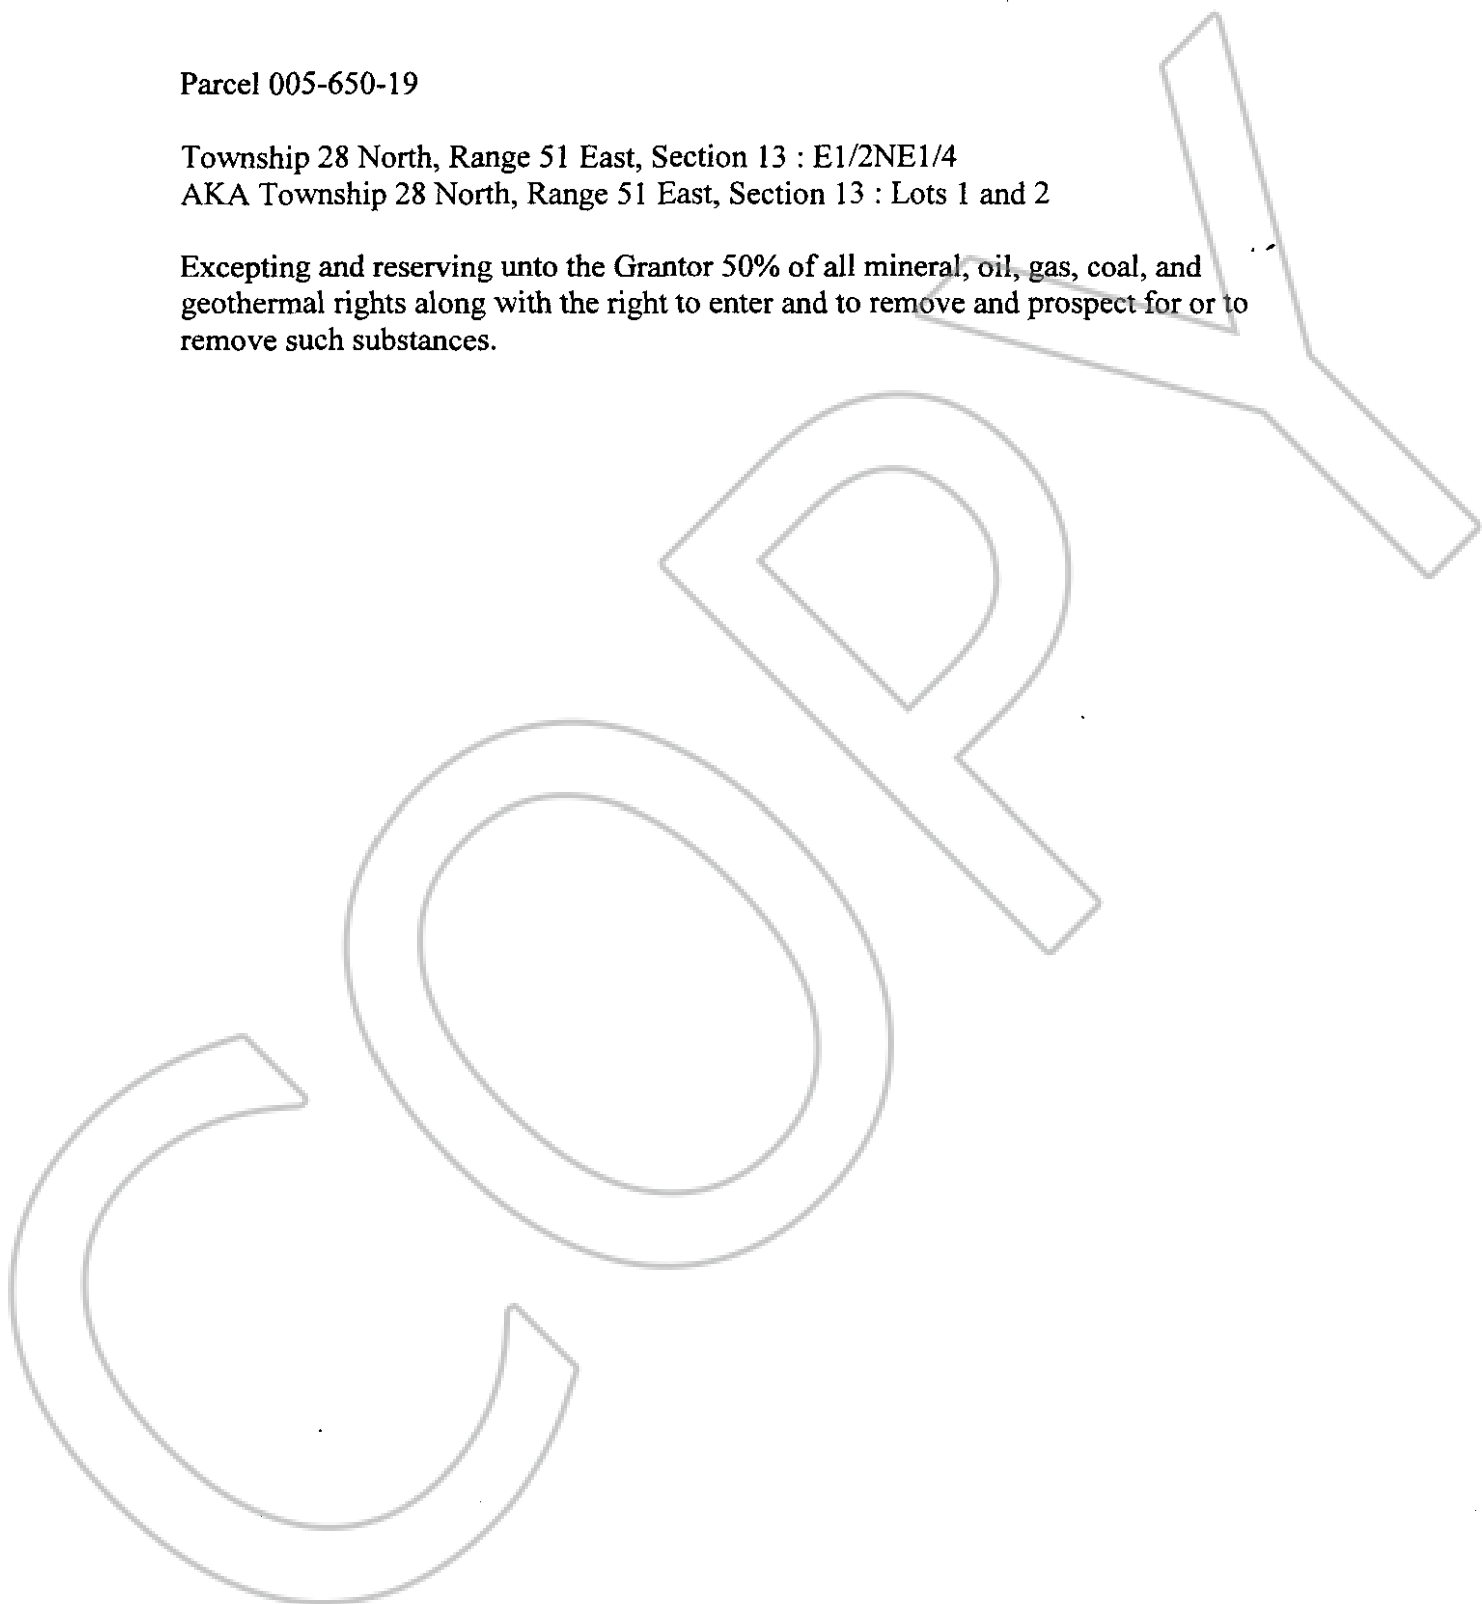 Parcel 005-650-19
Township 28 North, Range 51 East, Section 13 : E1/2NE1/4
AKA Township 28 North, Range 51 East, Section 13 : Lots 1 and 2
Excepting and reserving unto the Grantor 50% of all mineral, oil, gas, coal, and
geothermal rights along with the right to enter and to remove and prospect for or to
remove such substances.
COPY